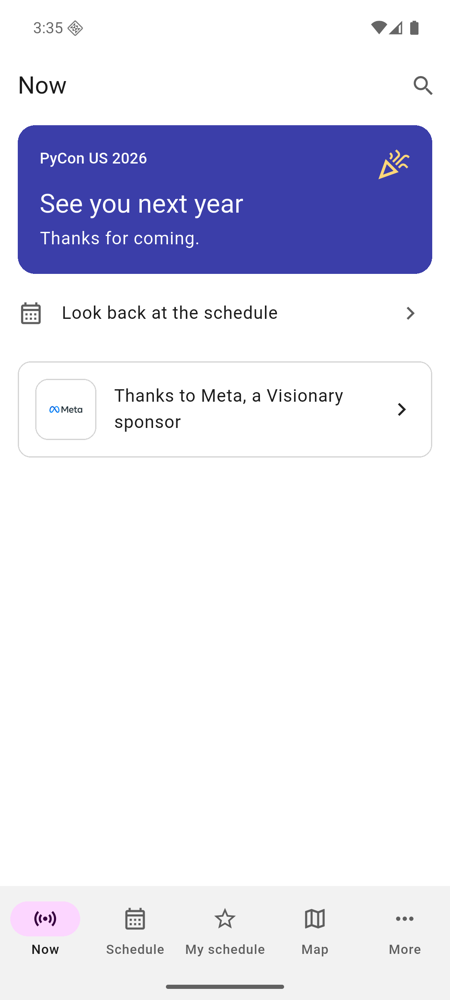 3:35
Now
PyCon US 2026
See you next year
Thanks for coming.
Look back at the schedule
Meta
Thanks to Meta, a Visionary
sponsor
Now
Schedule
My schedule
Map
More